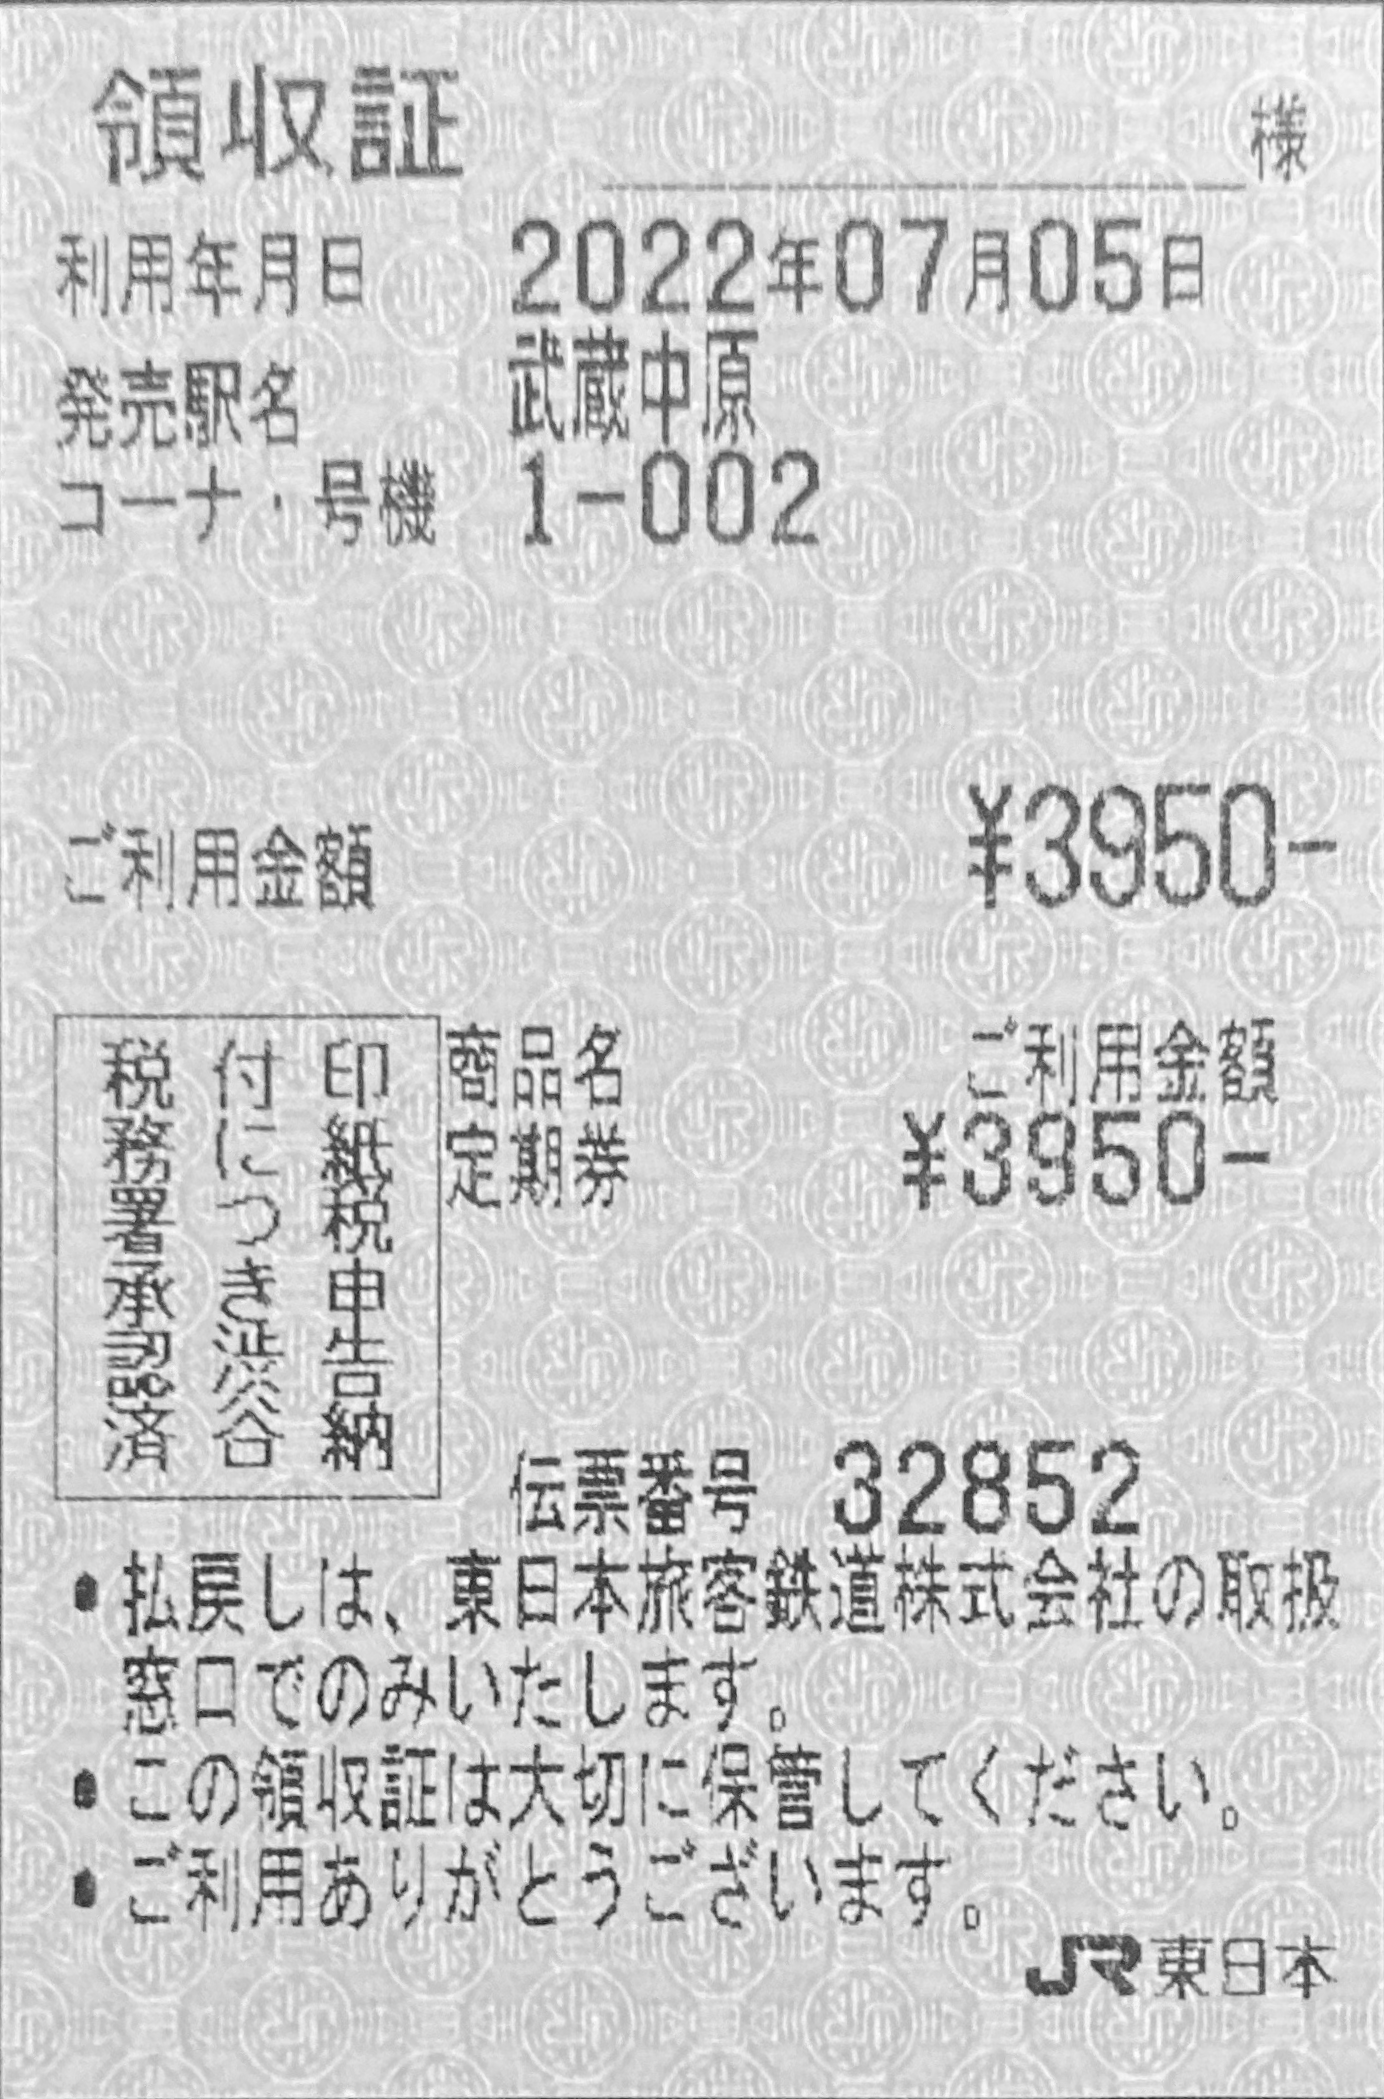 領収証 様
利用年月日 2022年07月05日
発売駅名 武蔵中原
コーナ・号機 1-002
ご利用金額 ¥3950-
商品名 ご利用金額
定期券 ¥3950-
印紙税申告納
付につき渋谷
税務署承認済
伝票番号 32852
・払戻しは、東日本旅客鉄道株式会社の取扱
窓口でのみいたします。
・この領収証は大切に保管してください。
・ご利用ありがとうございます。
JR東日本